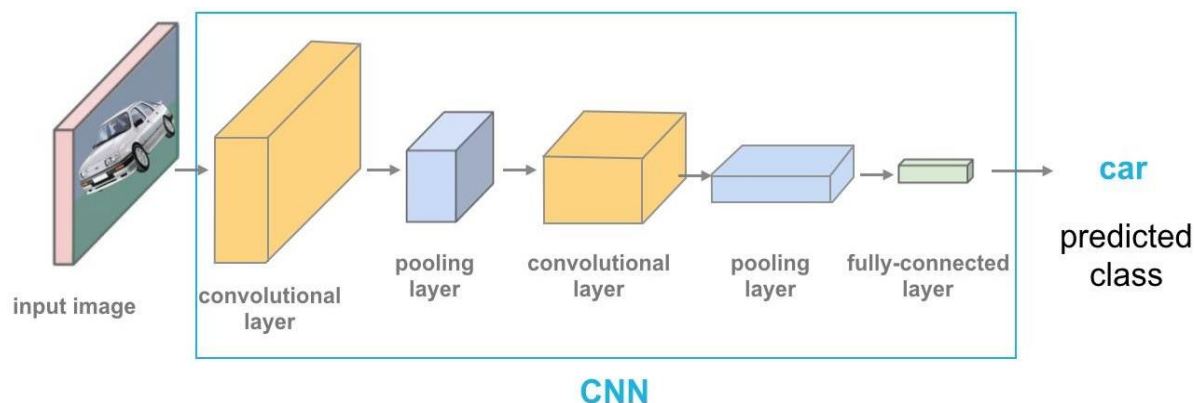 input image
convolutional
layer
pooling
layer
convolutional
layer
pooling
layer
fully-connected
layer
car
predicted
class
CNN